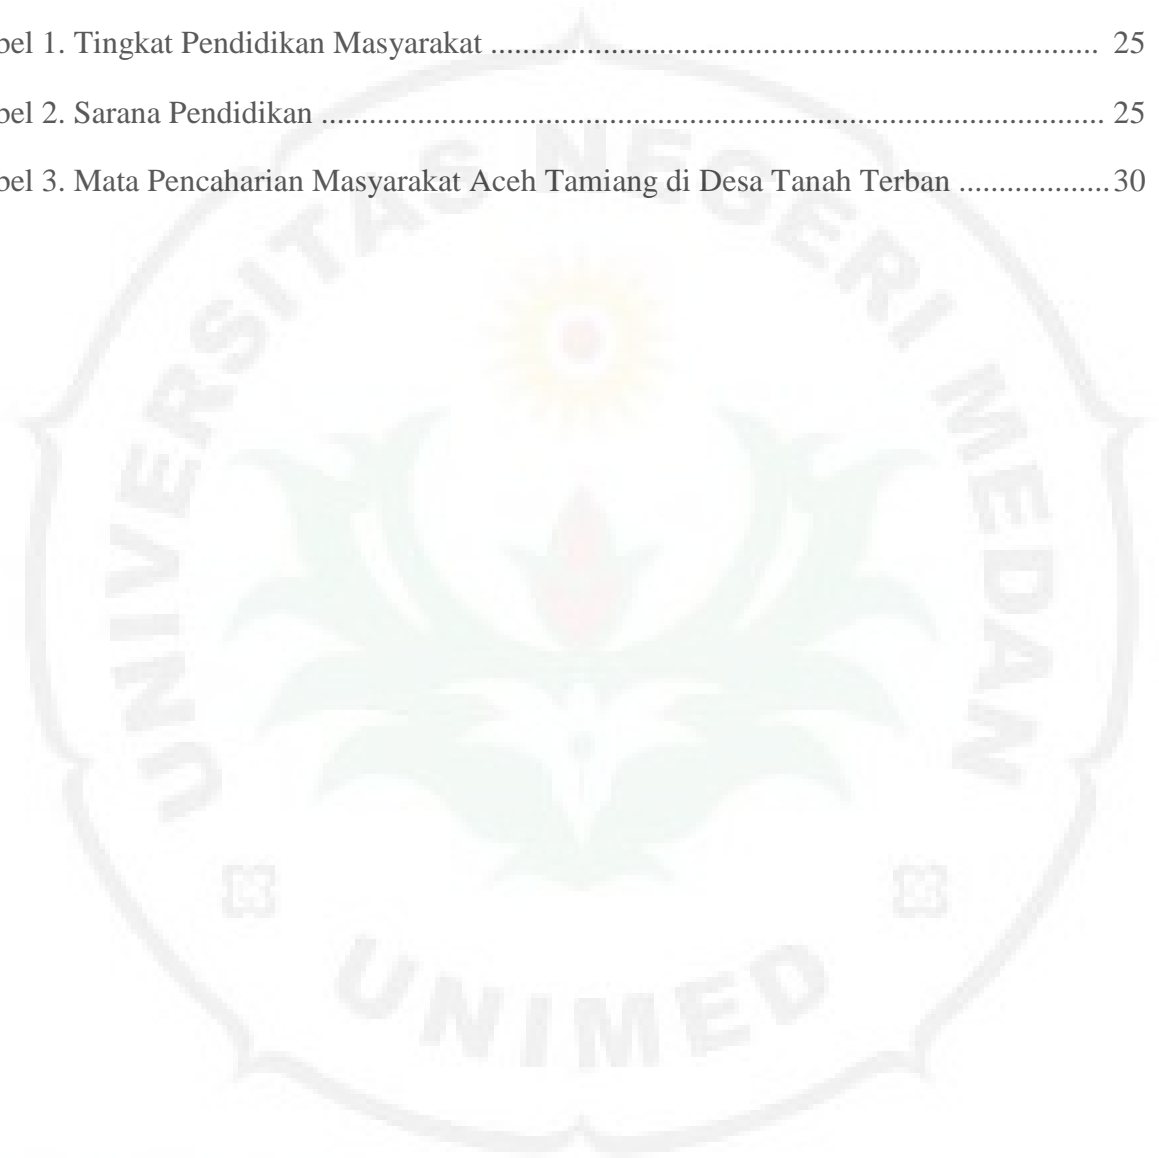 bel 1. Tingkat Pendidikan Masyarakat ............................................................................ 25
bel 2. Sarana Pendidikan .................................................................................................. 25
bel 3. Mata Pencaharian Masyarakat Aceh Tamiang di Desa Tanah Terban ................... 30
UNIVERSITAS NEGERI MEDAN
UNIMED